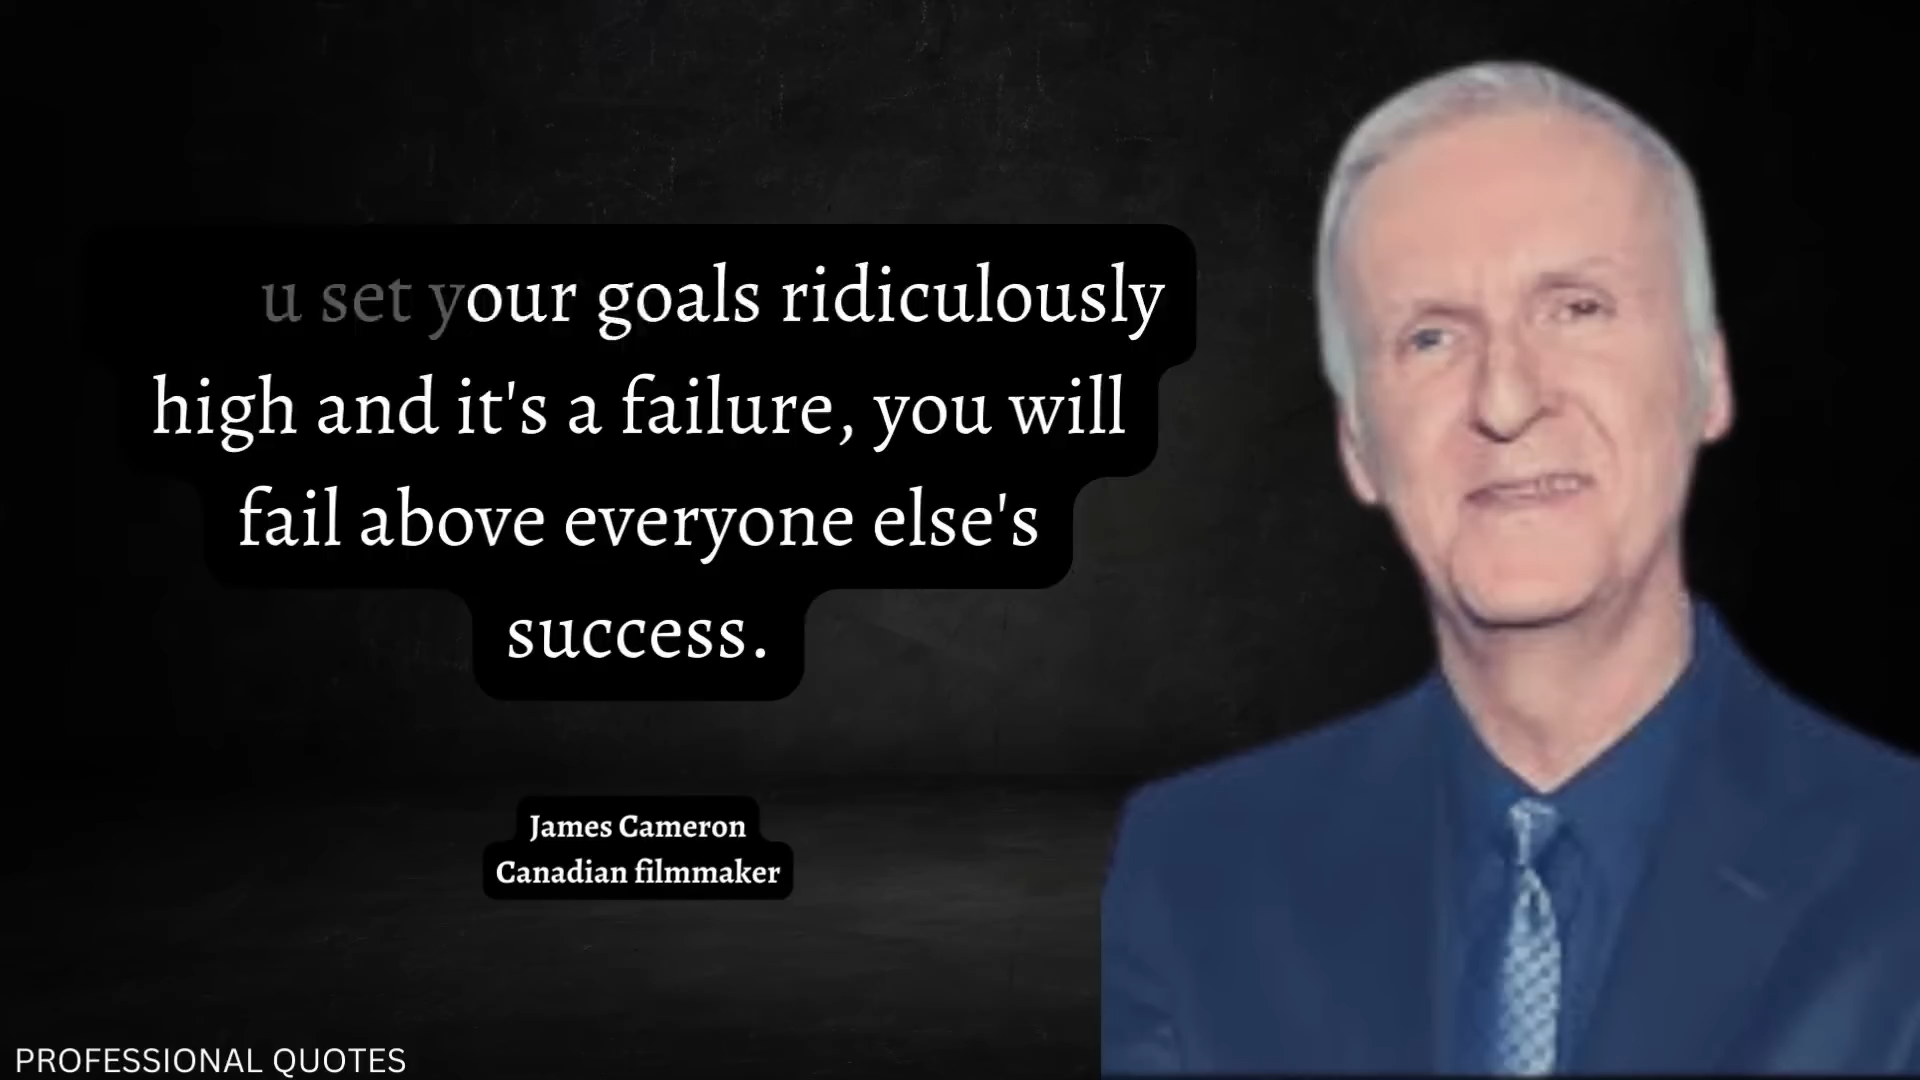 u set your goals ridiculously
high and it's a failure, you will
fail above everyone else's
success.
James Cameron
Canadian filmmaker
PROFESSIONAL QUOTES